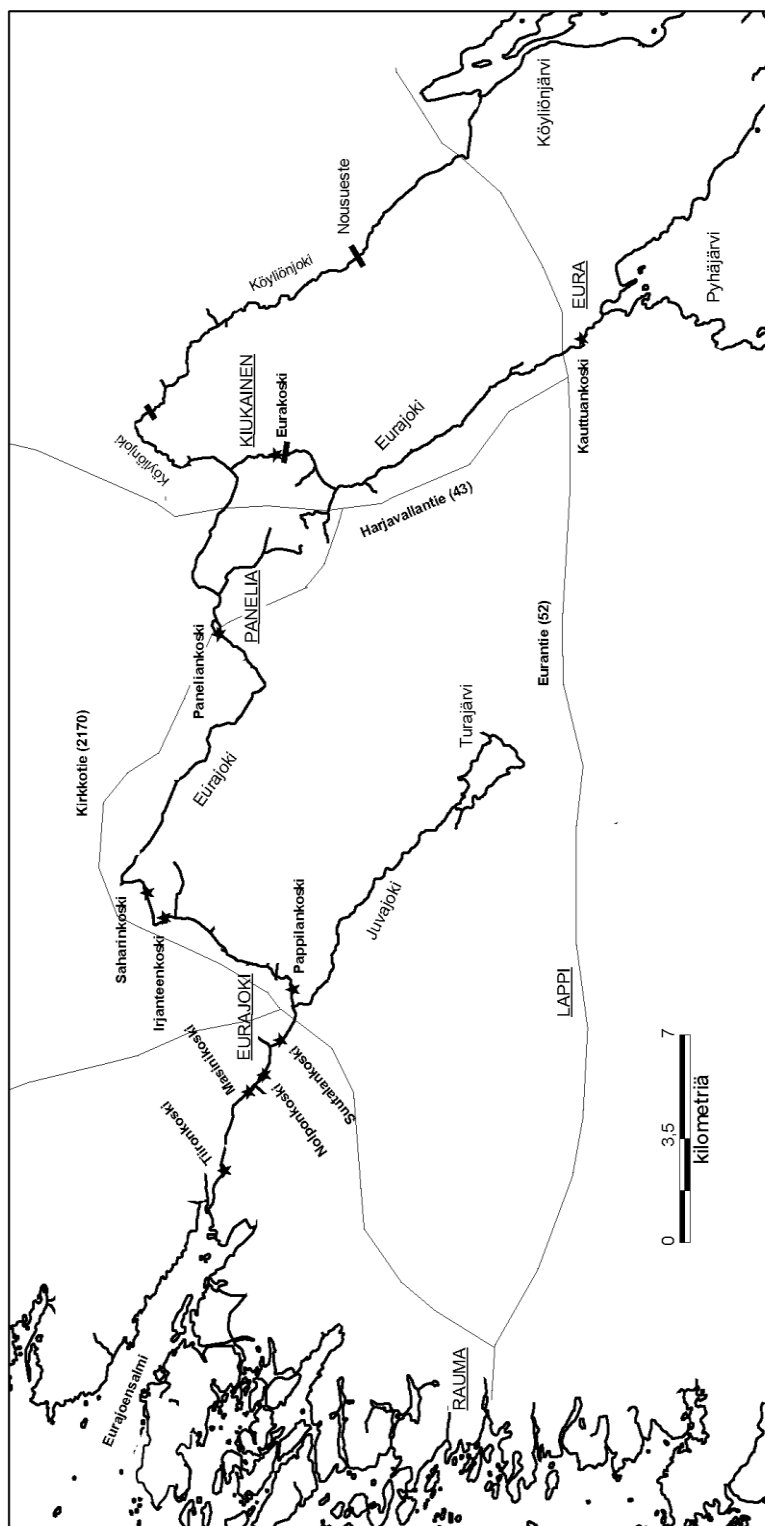 Eurajoensalmi
RAUMA
Tiironkoski
Masinikoski
Nolponkoski
Suutalankoski
EURAJOKI
Pappilankoski
Irjanteenkoski
Saharinkoski
Kirkkotie (2170)
Eurajoki
Juvajoki
Turajärvi
LAPPI
Eurantie (52)
Paneliankoski
PANELIA
Harjavallantie (43)
Köyliönjoki
KIUKAINEN
Eurakoski
Eurajoki
Köyliönjoki
Nousueste
Kauttuankoski
EURA
Pyhäjärvi
Köyliönjärvi
0 3,5 7
kilometriä